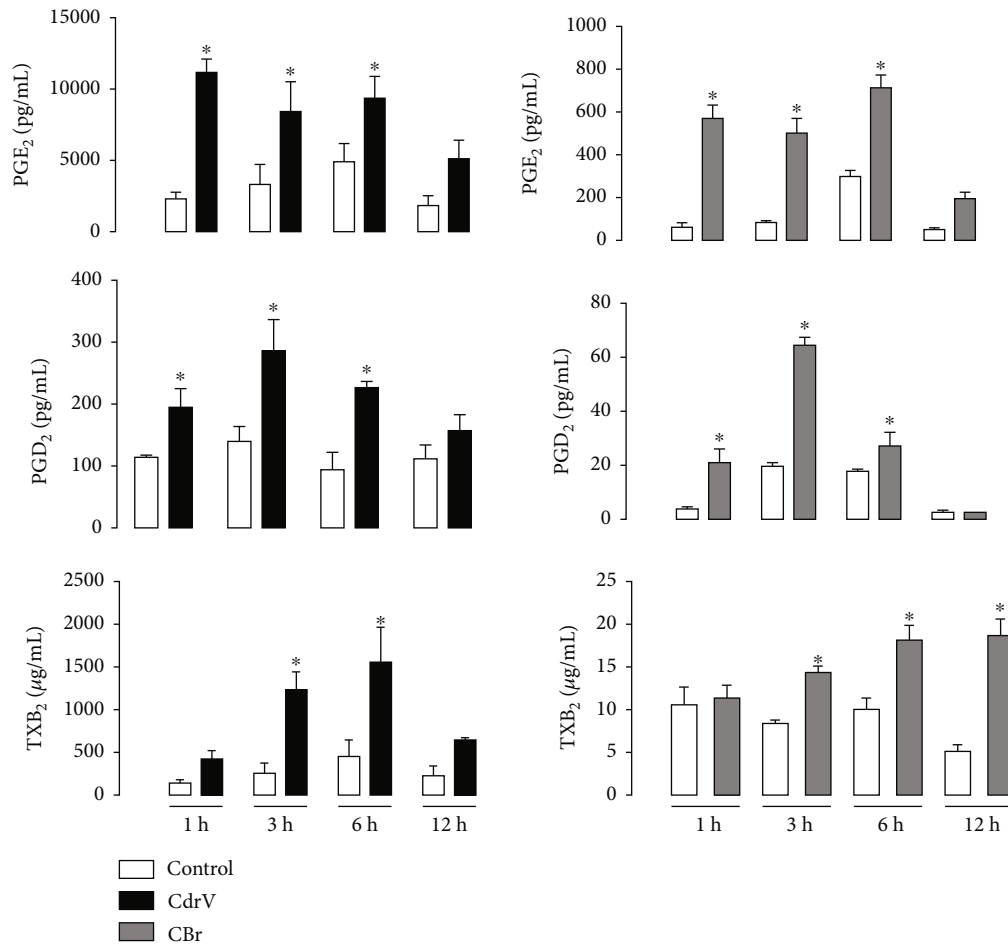 PGE2 (pg/mL)
15000
10000
5000
0
* * *
PGE2 (pg/mL)
1000
800
600
400
200
0
* * *
PGD2 (pg/mL)
400
300
200
100
0
* * *
PGD2 (pg/mL)
80
60
40
20
0
* * *
TXB2 (μg/mL)
2500
2000
1500
1000
500
0
* *
1 h 3 h 6 h 12 h
TXB2 (μg/mL)
25
20
15
10
5
0
* * *
1 h 3 h 6 h 12 h
Control
CdrV
CBr